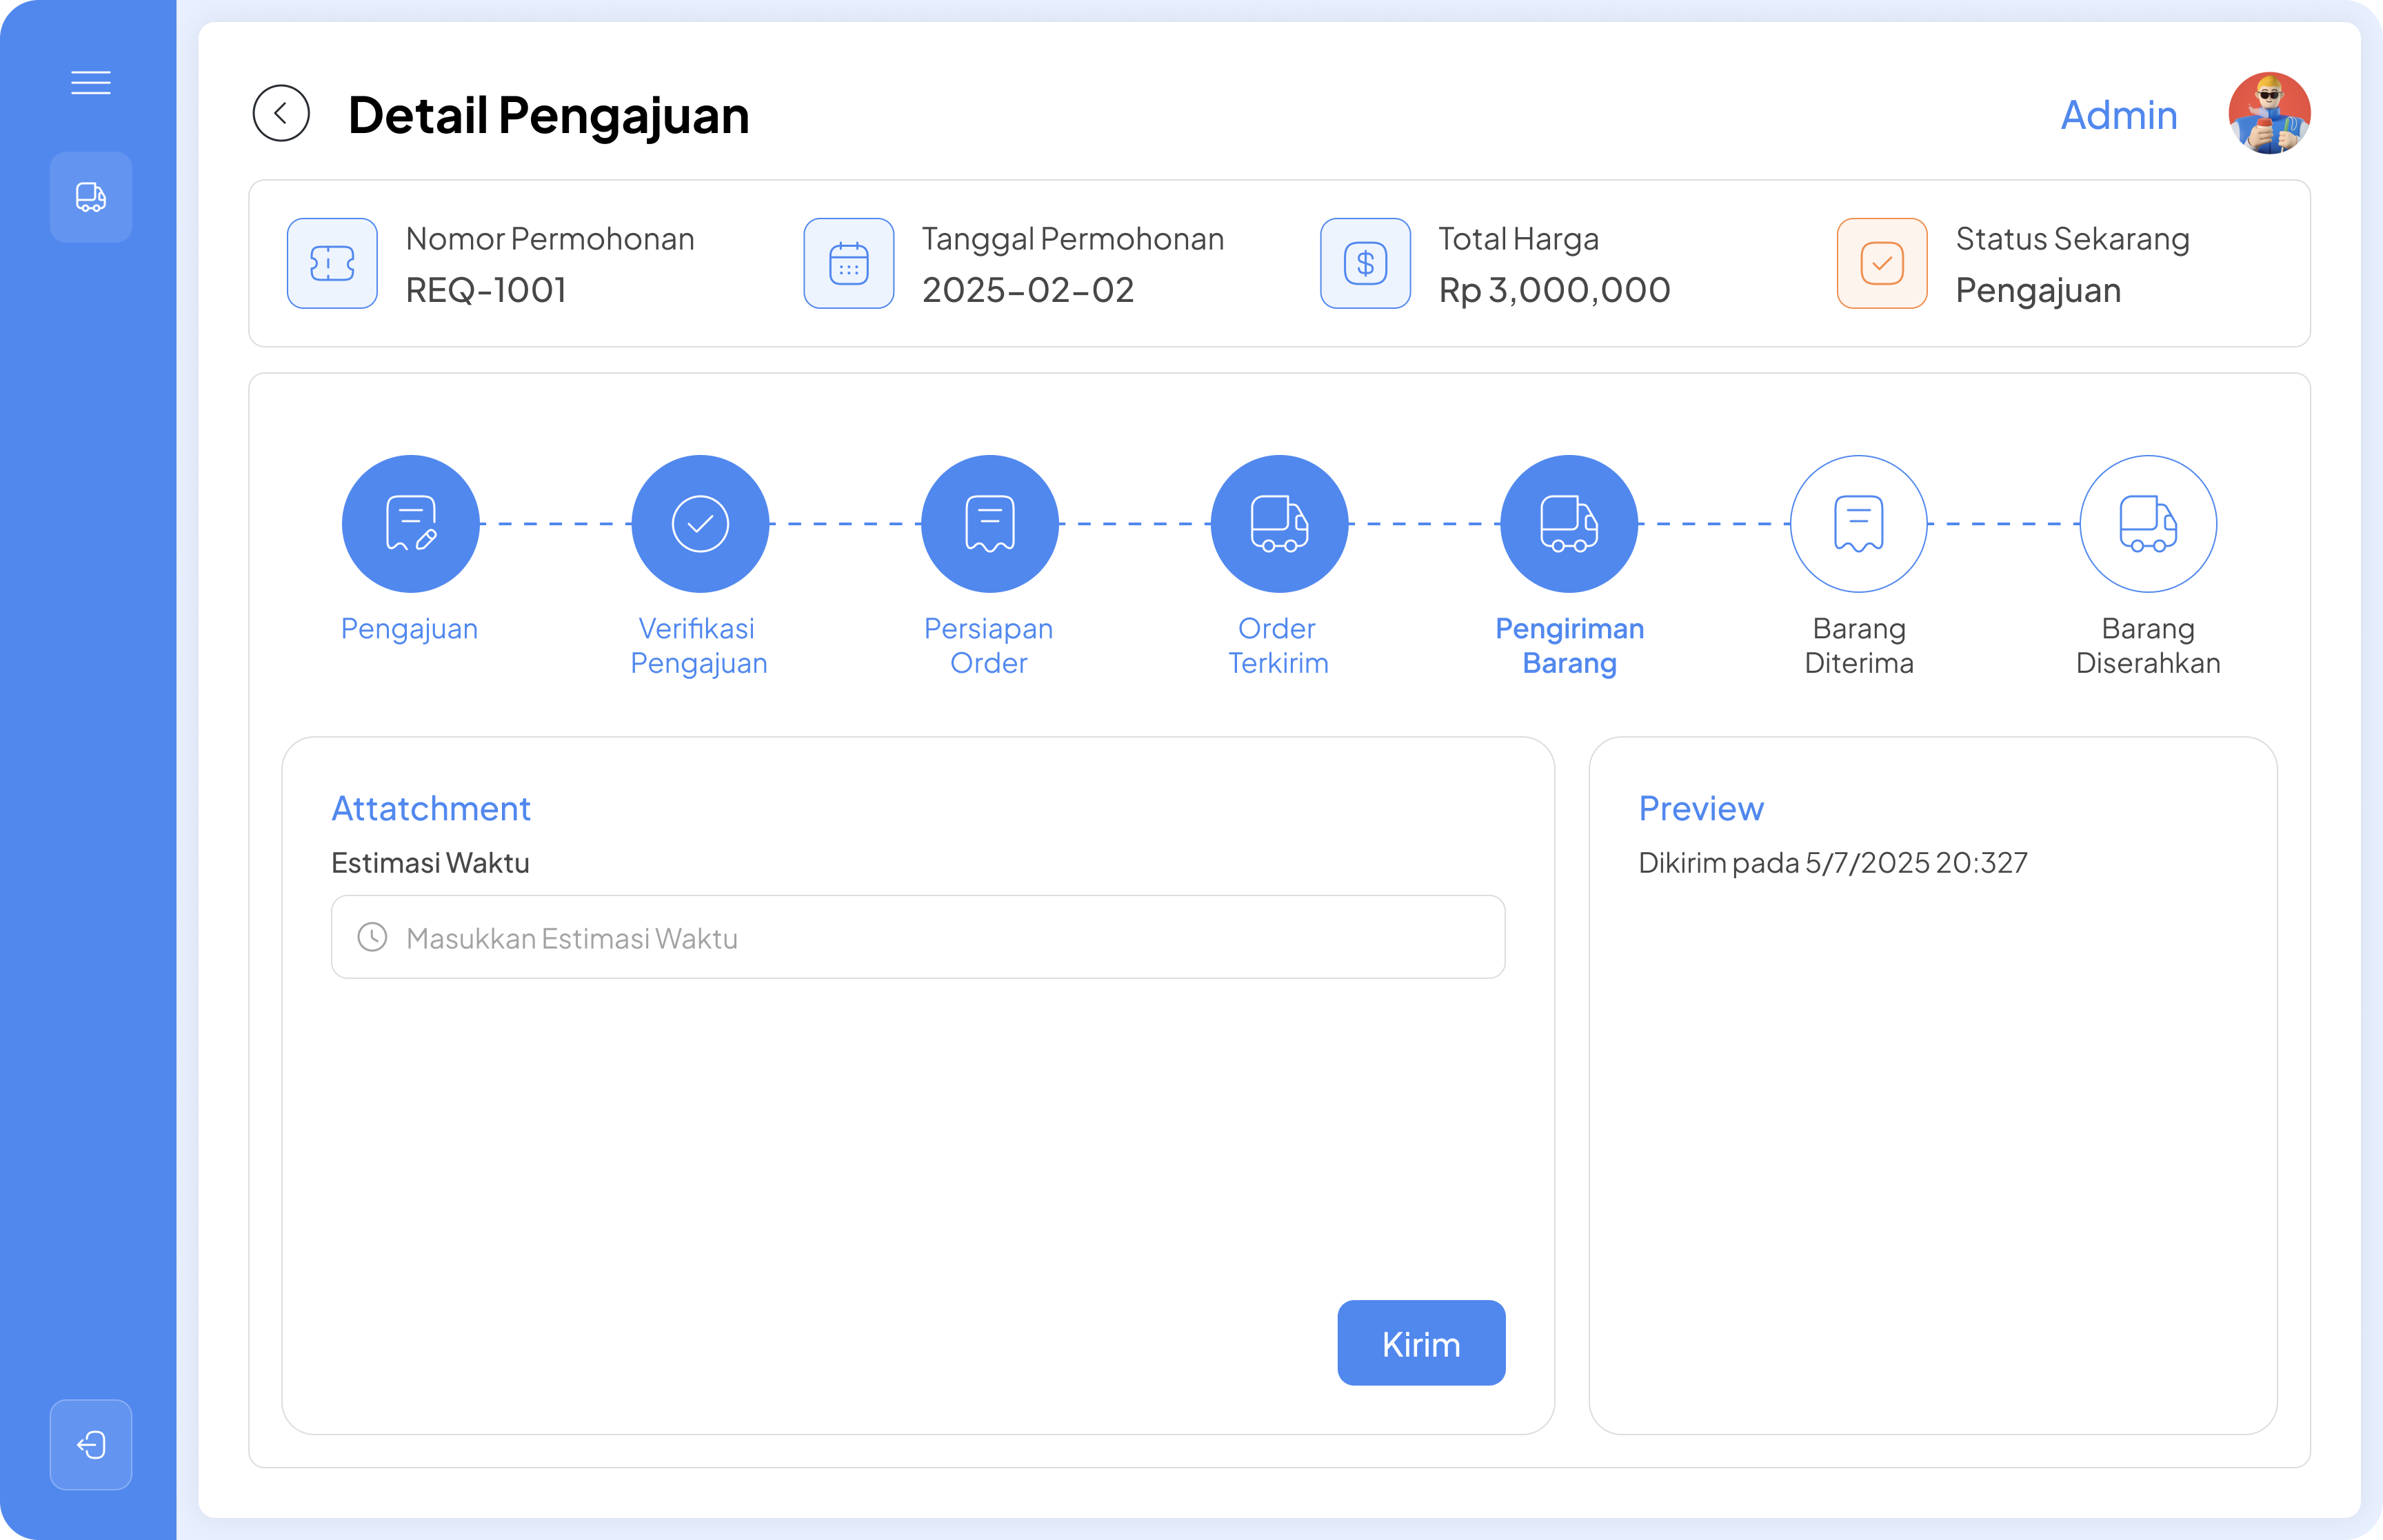 Detail Pengajuan
Admin
Nomor Permohonan
REQ-1001
Tanggal Permohonan
2025-02-02
Total Harga
Rp 3,000,000
Status Sekarang
Pengajuan
Pengajuan
Verifikasi
Pengajuan
Persiapan
Order
Order
Terkirim
Pengiriman
Barang
Barang
Diterima
Barang
Diserahkan
Attatchment
Estimasi Waktu
Masukkan Estimasi Waktu
Kirim
Preview
Dikirim pada 5/7/2025 20:327